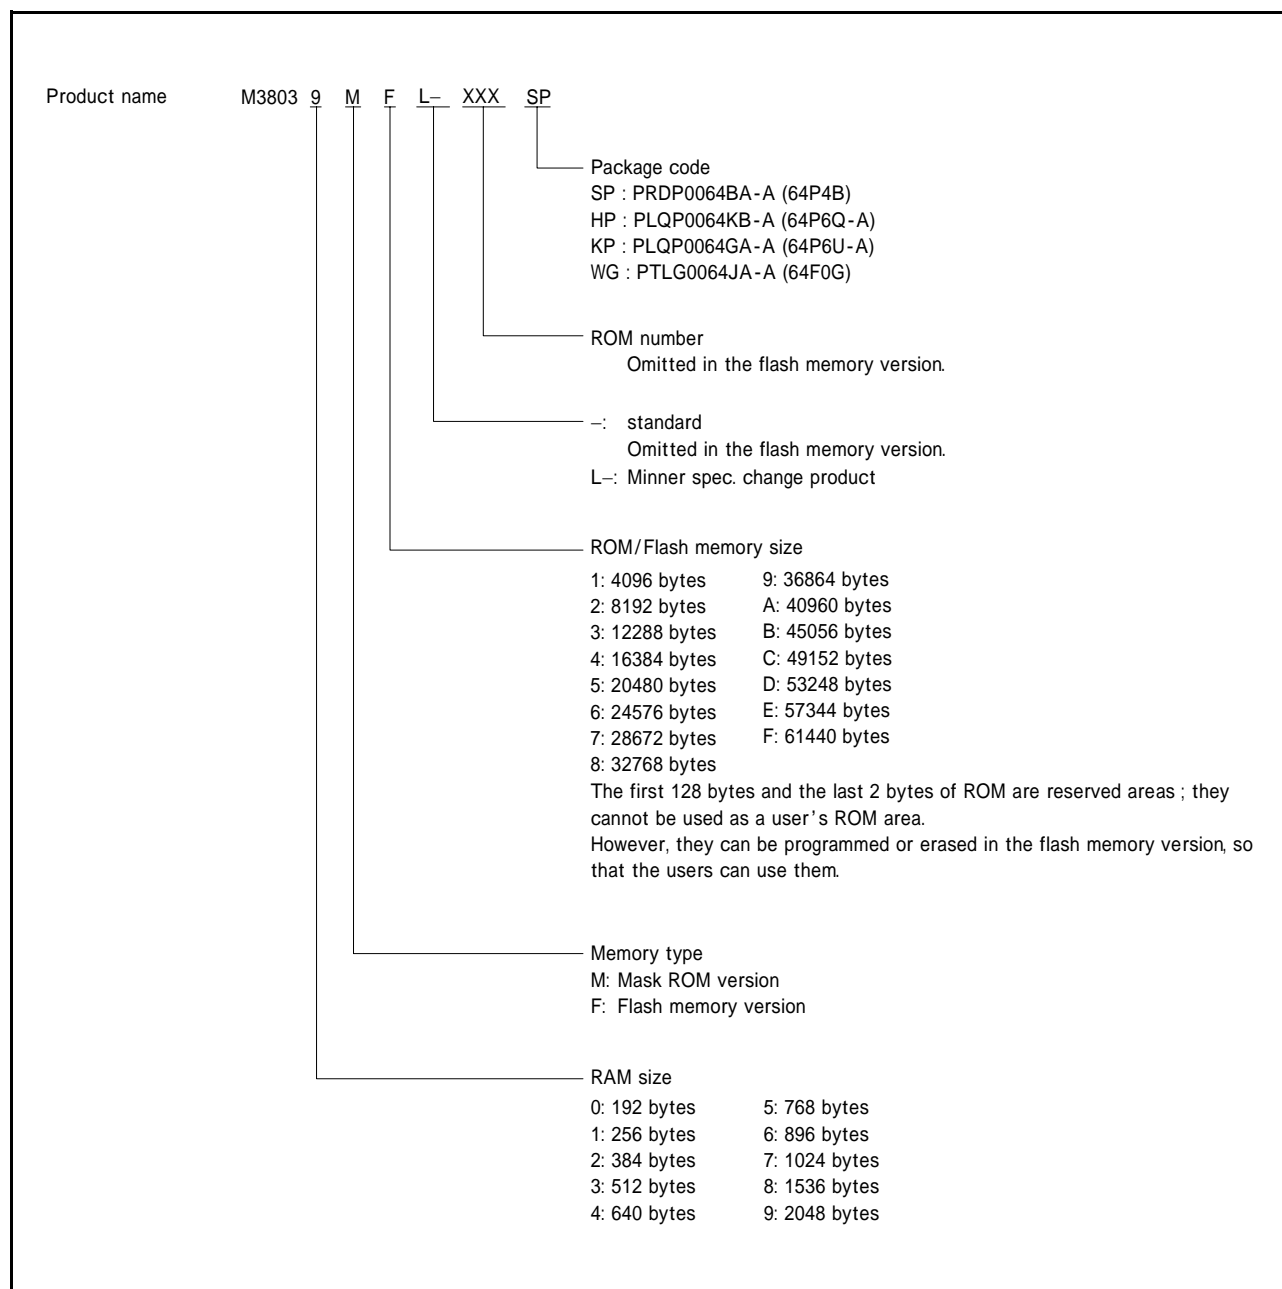 Product name M3803 9 M F L– XXX SP
Package code
SP : PRDP0064BA-A (64P4B)
HP : PLQP0064KB-A (64P6Q-A)
KP : PLQP0064GA-A (64P6U-A)
WG : PTLG0064JA-A (64F0G)
ROM number
Omitted in the flash memory version.
–: standard
Omitted in the flash memory version.
L–: Minner spec. change product
ROM/Flash memory size
1: 4096 bytes 9: 36864 bytes
2: 8192 bytes A: 40960 bytes
3: 12288 bytes B: 45056 bytes
4: 16384 bytes C: 49152 bytes
5: 20480 bytes D: 53248 bytes
6: 24576 bytes E: 57344 bytes
7: 28672 bytes F: 61440 bytes
8: 32768 bytes
The first 128 bytes and the last 2 bytes of ROM are reserved areas ; they
cannot be used as a user's ROM area.
However, they can be programmed or erased in the flash memory version, so
that the users can use them.
Memory type
M: Mask ROM version
F: Flash memory version
RAM size
0: 192 bytes 5: 768 bytes
1: 256 bytes 6: 896 bytes
2: 384 bytes 7: 1024 bytes
3: 512 bytes 8: 1536 bytes
4: 640 bytes 9: 2048 bytes